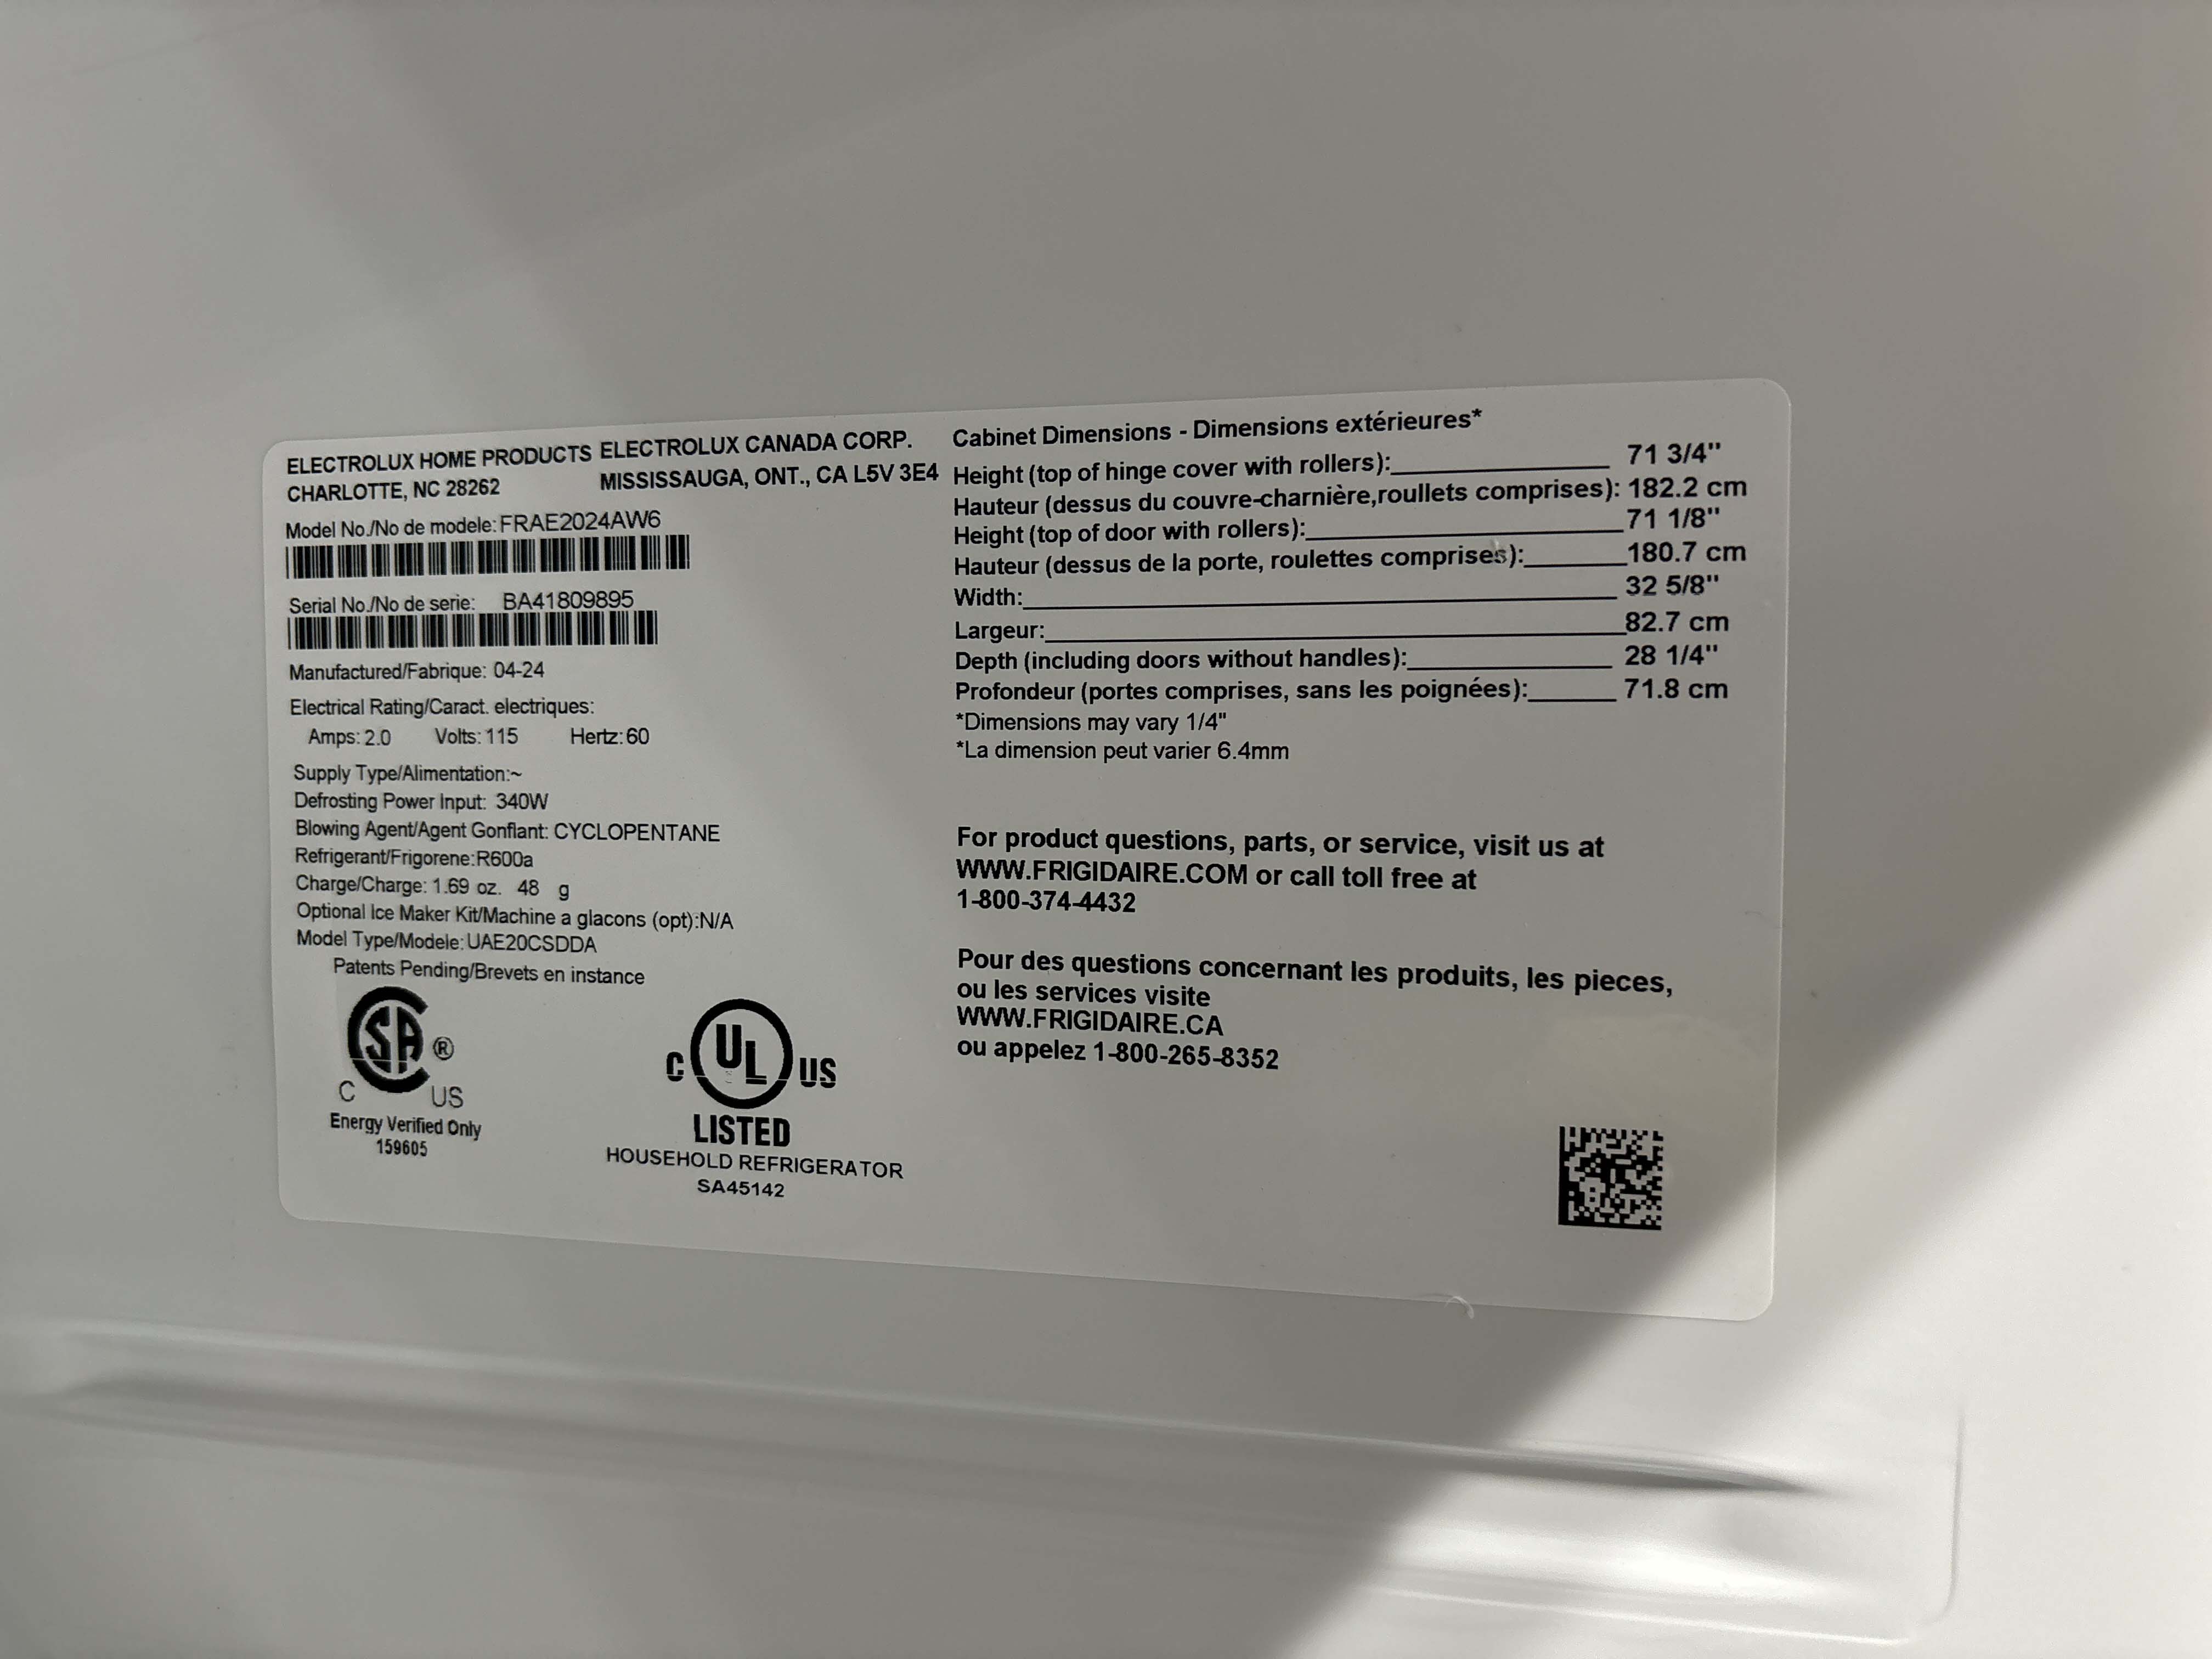 ELECTROLUX HOME PRODUCTS ELECTROLUX CANADA CORP.
CHARLOTTE, NC 28262 MISSISSAUGA, ONT., CA L5V 3E4
Model No./No de modele: FRAE2024AW6
Serial No./No de serie: BA41809895
Manufactured/Fabrique: 04-24
Electrical Rating/Caract. electriques:
Amps: 2.0 Volts: 115 Hertz: 60
Supply Type/Alimentation:~
Defrosting Power Input: 340W
Blowing Agent/Agent Gonflant: CYCLOPENTANE
Refrigerant/Frigorene:R600a
Charge/Charge: 1.69 oz. 48 g
Optional Ice Maker Kit/Machine a glacons (opt):N/A
Model Type/Modele: UAE20CSDDA
Patents Pending/Brevets en instance
SA ®
C US
Energy Verified Only
159605
C UL US
LISTED
HOUSEHOLD REFRIGERATOR
SA45142
Cabinet Dimensions - Dimensions extérieures*
Height (top of hinge cover with rollers): 71 3/4"
Hauteur (dessus du couvre-charnière,roullets comprises): 182.2 cm
Height (top of door with rollers): 71 1/8"
Hauteur (dessus de la porte, roulettes comprises): 180.7 cm
Width: 32 5/8"
Largeur: 82.7 cm
Depth (including doors without handles): 28 1/4"
Profondeur (portes comprises, sans les poignées): 71.8 cm
*Dimensions may vary 1/4"
*La dimension peut varier 6.4mm
For product questions, parts, or service, visit us at
WWW.FRIGIDAIRE.COM or call toll free at
1-800-374-4432
Pour des questions concernant les produits, les pieces,
ou les services visite
WWW.FRIGIDAIRE.CA
ou appelez 1-800-265-8352